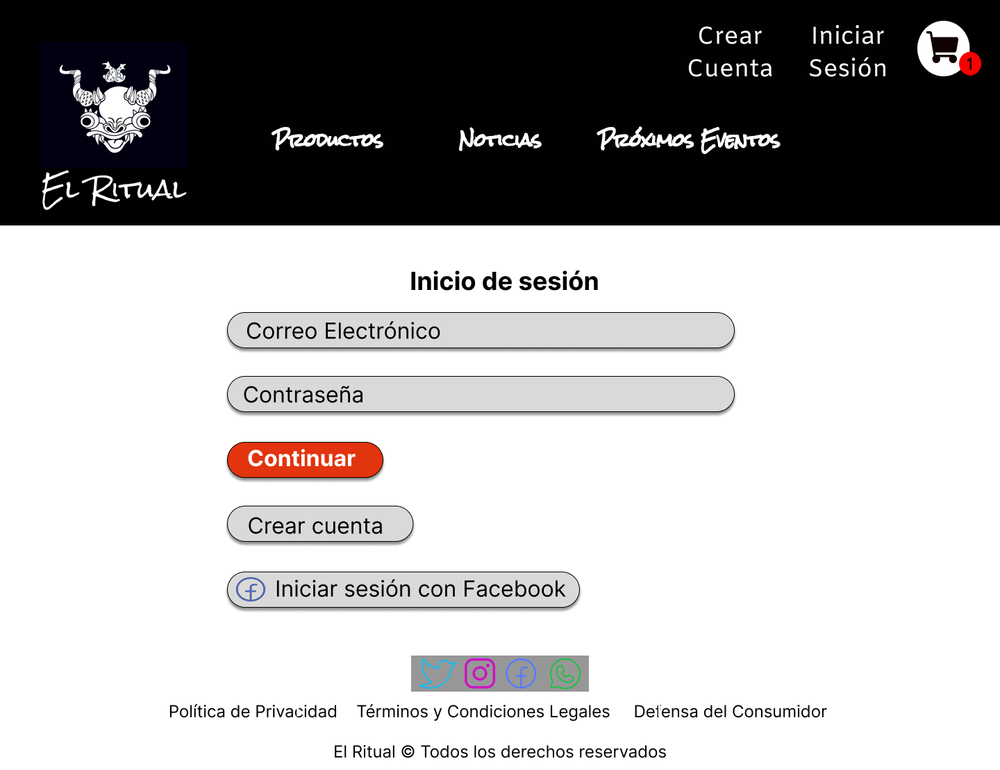 Crear
Cuenta
Iniciar
Sesión
1
El Ritual
Productos
Noticias
Próximos Eventos
Inicio de sesión
Correo Electrónico
Contraseña
Continuar
Crear cuenta
Iniciar sesión con Facebook
Política de Privacidad
Términos y Condiciones Legales
Defensa del Consumidor
El Ritual © Todos los derechos reservados